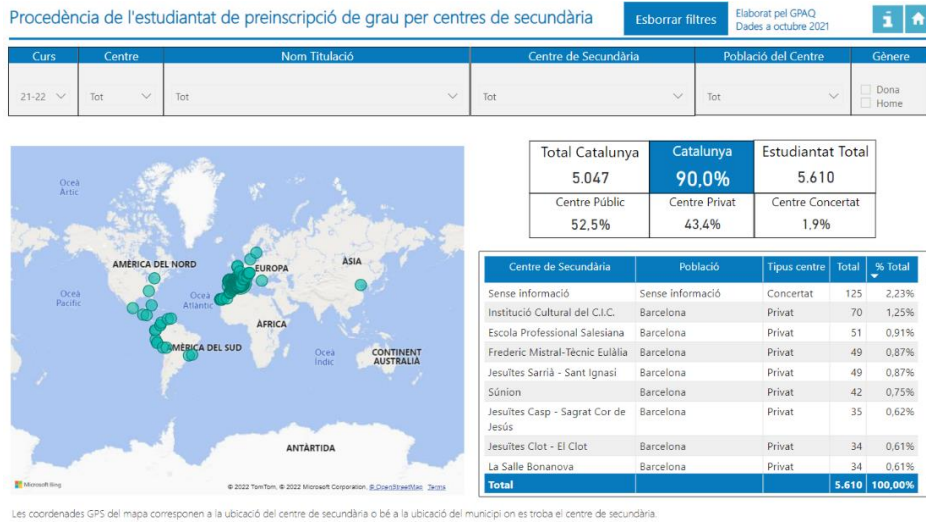 Procedència de l'estudiantat de preinscripció de grau per centres de secundària
Esborrar filtres
Elaborat pel GPAQ
Dades a octubre 2021
i
Curs Centre Nom Titulació Centre de Secundària Població del Centre Gènere
21-22 Tot Tot Tot Tot
Dona
Home
Oceà
Àrtic
AMÈRICA DEL NORD
EUROPA
ÀSIA
Oceà
Pacífic
Oceà
Atlàntic
ÀFRICA
AMÈRICA DEL SUD
Oceà
Índic
CONTINENT
AUSTRALIÀ
ANTÀRTIDA
Microsoft Bing
© 2022 TomTom, © 2022 Microsoft Corporation, © OpenStreetMap Terms
Total Catalunya Catalunya Estudiantat Total
5.047 90,0% 5.610
Centre Públic Centre Privat Centre Concertat
52,5% 43,4% 1,9%
Centre de Secundària Població Tipus centre Total % Total
Sense informació Sense informació Concertat 125 2,23%
Institució Cultural del C.I.C. Barcelona Privat 70 1,25%
Escola Professional Salesiana Barcelona Privat 51 0,91%
Frederic Mistral-Tècnic Eulàlia Barcelona Privat 49 0,87%
Jesuïtes Sarrià - Sant Ignasi Barcelona Privat 49 0,87%
Súnion Barcelona Privat 42 0,75%
Jesuïtes Casp - Sagrat Cor de Barcelona Privat 35 0,62%
Jesús
Jesuïtes Clot - El Clot Barcelona Privat 34 0,61%
La Salle Bonanova Barcelona Privat 34 0,61%
Total 5.610 100,00%
Les coordenades GPS del mapa corresponen a la ubicació del centre de secundària o bé a la ubicació del municipi on es troba el centre de secundària.